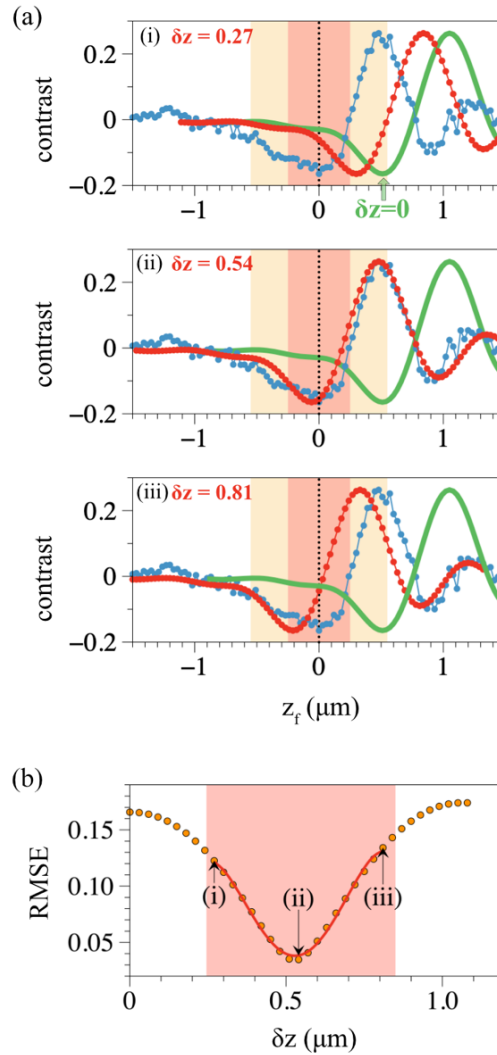 (a)
(i) δz = 0.27
0.2
0
−0.2
contrast
−1
0
1
δz=0
(ii) δz = 0.54
0.2
0
−0.2
contrast
−1
0
1
(iii) δz = 0.81
0.2
0
−0.2
contrast
−1
0
1
z_f (μm)
(b)
0.15
0.10
0.05
RMSE
(i)
(ii)
(iii)
0
0.5
1.0
δz (μm)